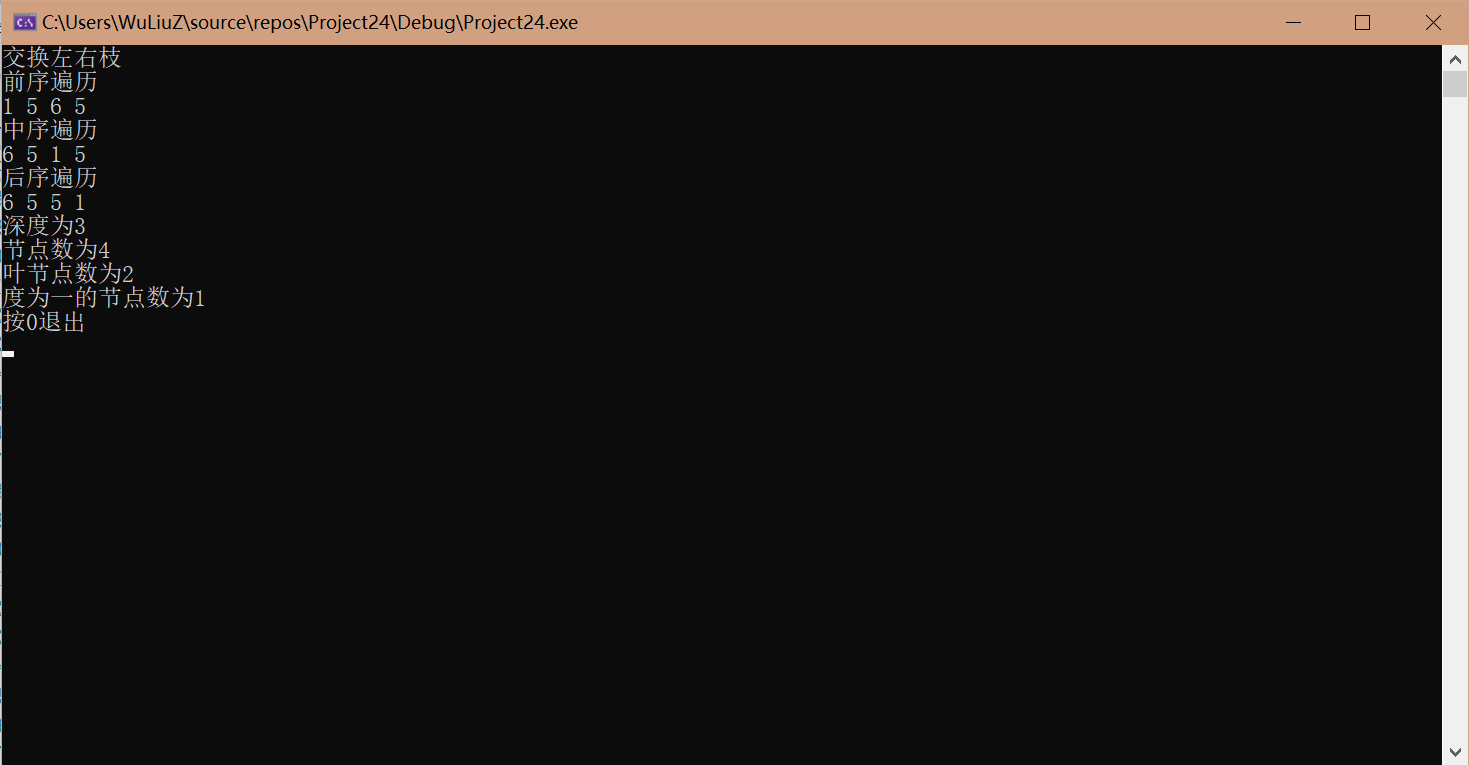 C:\Users\WuLiuZ\source\repos\Project24\Debug\Project24.exe
交换左右枝
前序遍历
1 5 6 5
中序遍历
6 5 1 5
后序遍历
6 5 5 1
深度为3
节点数为4
叶节点数为2
度为一的节点数为1
按0退出